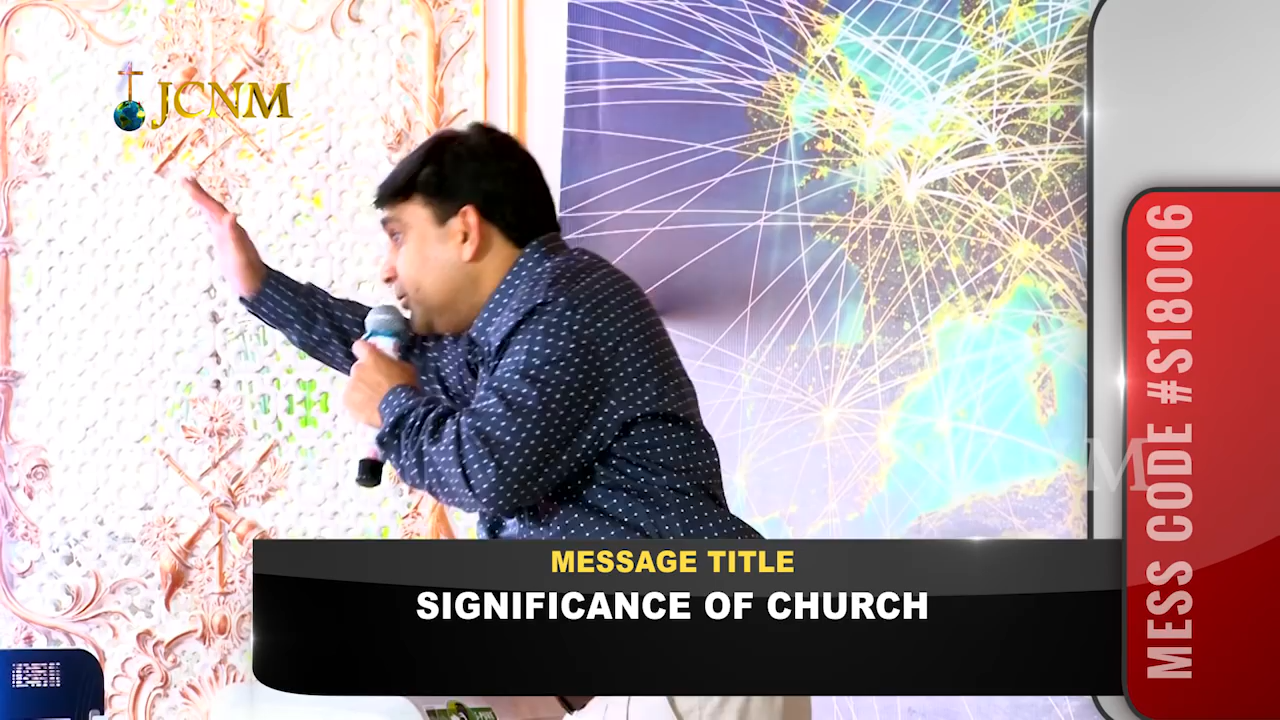 JCNM
MESS CODE #S18006
M
MESSAGE TITLE
SIGNIFICANCE OF CHURCH